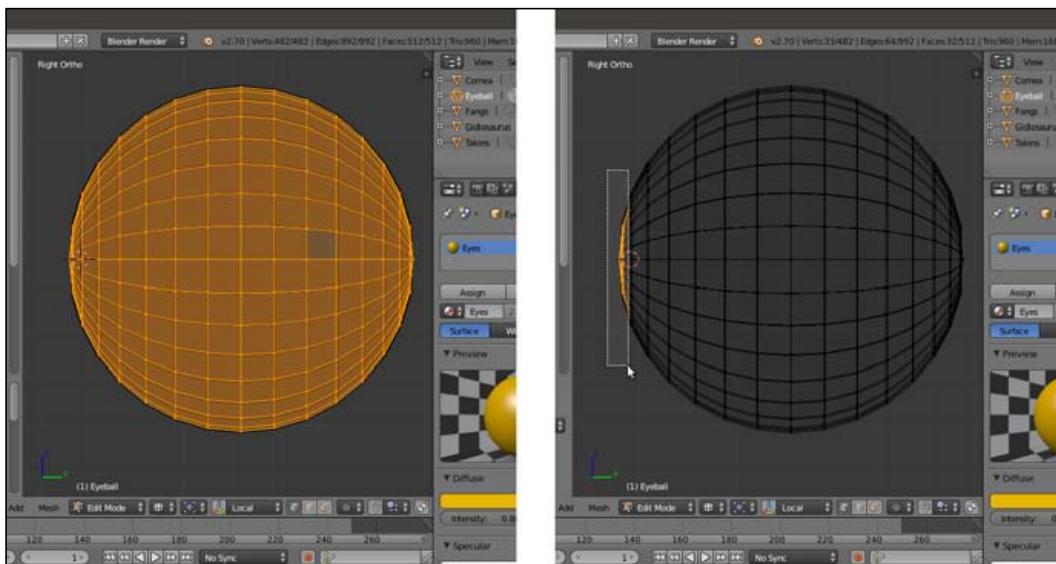 Blender Render v2.70 | Verts:482/482 | Edges:992/992 | Faces:512/512 | Tris:960 |
Right Ortho
View
Cornea
Eyeball
Fangs
Gidiosaurus
Talons
Eyes
Assign
Eyes
Surface
Preview
Diffuse
Intensity:
Specular
(1) Eyeball
Add Mesh Edit Mode Local
120 140 160 180 200 220 240 260
1 No Sync
Blender Render v2.70 | Verts:33/482 | Edges:64/992 | Faces:32/512 | Tris:960 |
Right Ortho
View
Cornea
Eyeball
Fangs
Gidiosaurus
Talons
Eyes
Assign
Eyes
Surface
Preview
Diffuse
Intensity:
Specular
(1) Eyeball
Add Mesh Edit Mode Local
120 140 160 180 200 220 240 260
1 No Sync